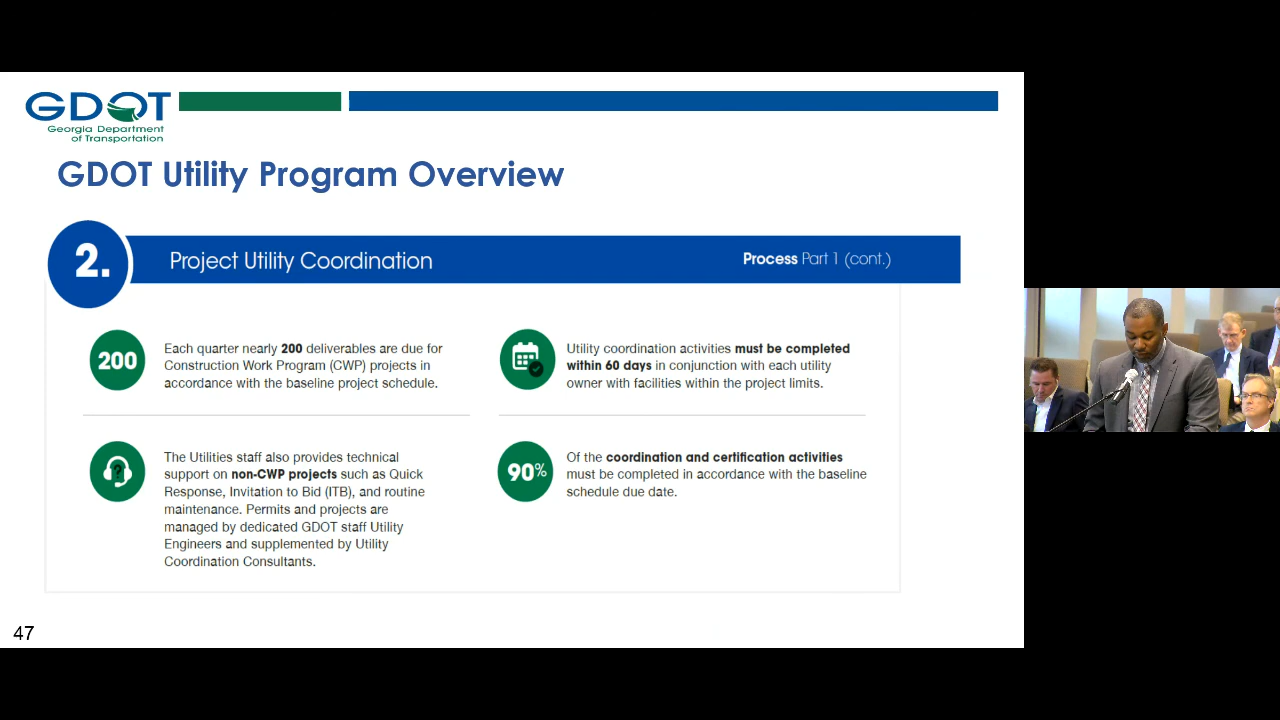 GDOT
Georgia Department
of Transportation
GDOT Utility Program Overview
2.
Project Utility Coordination
Process Part 1 (cont.)
200
Each quarter nearly 200 deliverables are due for
Construction Work Program (CWP) projects in
accordance with the baseline project schedule.
Utility coordination activities must be completed
within 60 days in conjunction with each utility
owner with facilities within the project limits.
?
The Utilities staff also provides technical
support on non-CWP projects such as Quick
Response, Invitation to Bid (ITB), and routine
maintenance. Permits and projects are
managed by dedicated GDOT staff Utility
Engineers and supplemented by Utility
Coordination Consultants.
90%
Of the coordination and certification activities
must be completed in accordance with the baseline
schedule due date.
47